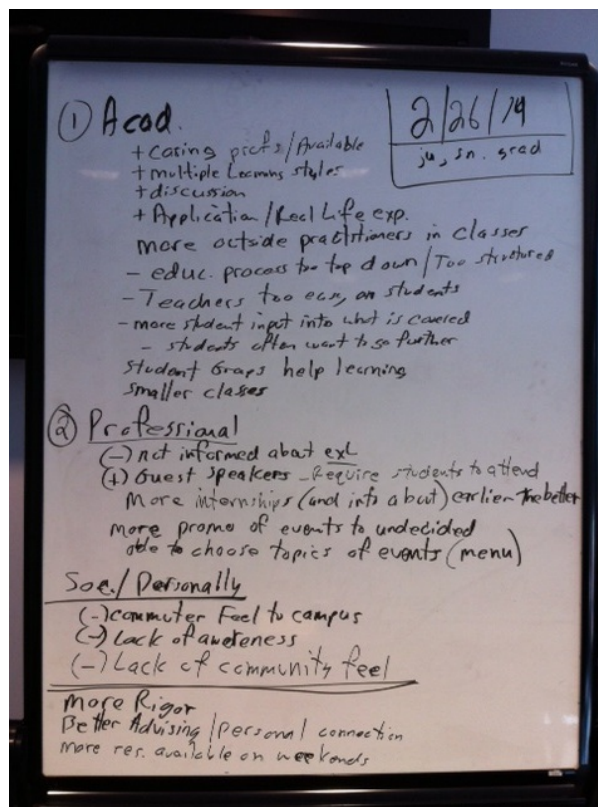 2/26/14
ju, sn. grad
① Acad.
+ Caring profs/Available
+ multiple Learning styles
+ discussion
+ Application/Real Life exp.
more outside practitioners in classes
- educ. process too top down/Too structured
- Teachers too easy on students
- more student input into what is covered
- students often want to go further
Student Groups help learning
smaller classes
② Professional
(-) not informed about exL
(+) Guest Speakers - Require students to attend
More internships (and info about) earlier the better
more promo of events to undecided
able to choose topics of events (menu)
Soc./Personally
(-) commuter Feel to campus
(-) Lack of awareness
(-) Lack of community feel
more Rigor
Better Advising/personal connection
more res. available on weekends